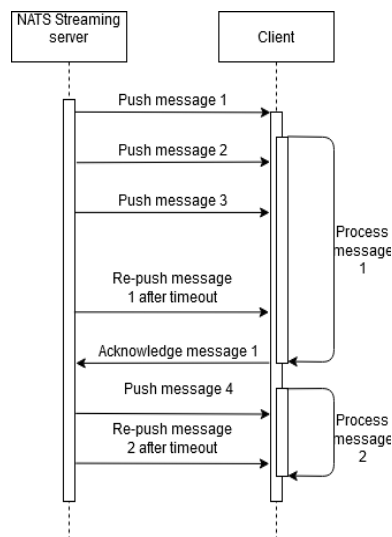 NATS Streaming
server
Client
Push message 1
Push message 2
Push message 3
Process
message
1
Re-push message
1 after timeout
Acknowledge message 1
Push message 4
Re-push message
2 after timeout
Process
message
2